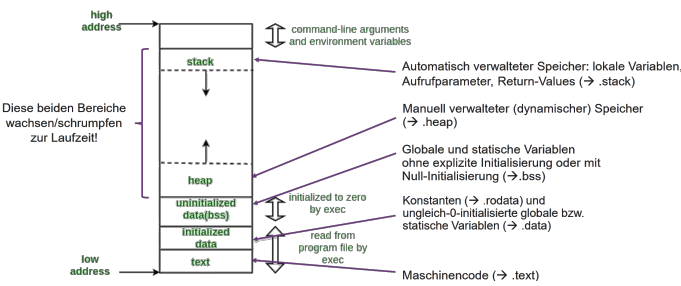 high
address
command-line arguments
and environment variables
stack
Automatisch verwalteter Speicher: lokale Variablen,
Aufrufparameter, Return-Values (→ .stack)
Diese beiden Bereiche
wachsen/schrumpfen
zur Laufzeit!
Manuell verwalteter (dynamischer) Speicher
(→ .heap)
Globale und statische Variablen
ohne explizite Initialisierung oder mit
Null-Initialisierung (→.bss)
heap
uninitialized
data(bss)
initialized to zero
by exec
Konstanten (→ .rodata) und
ungleich-0-initialisierte globale bzw.
statische Variablen (→ .data)
initialized
data
read from
program file by
exec
low
address
text
Maschinencode (→ .text)